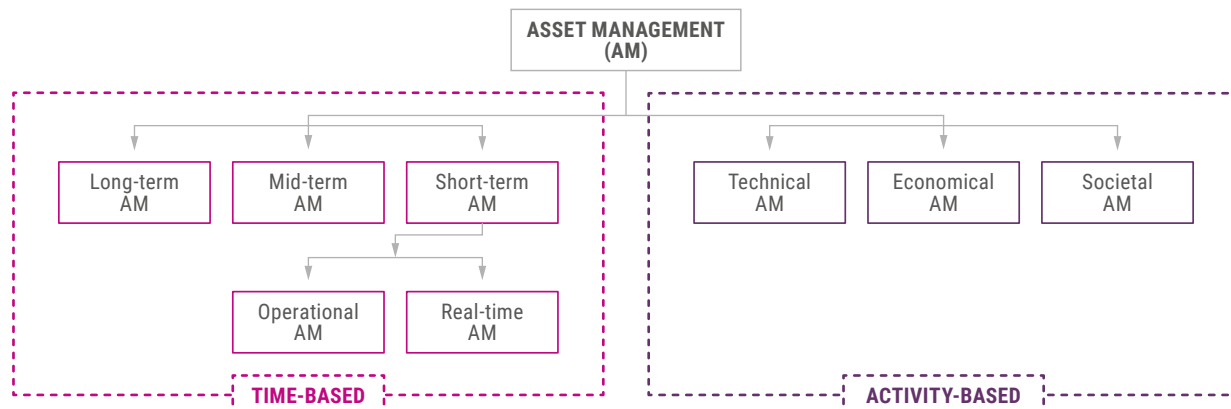 ASSET MANAGEMENT
(AM)
Long-term
AM
Mid-term
AM
Short-term
AM
Operational
AM
Real-time
AM
TIME-BASED
Technical
AM
Economical
AM
Societal
AM
ACTIVITY-BASED